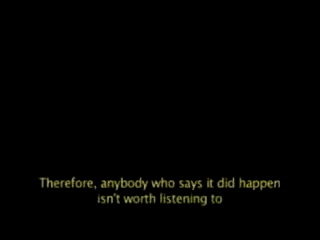 Therefore, anybody who says it did happen
isn't worth listening to